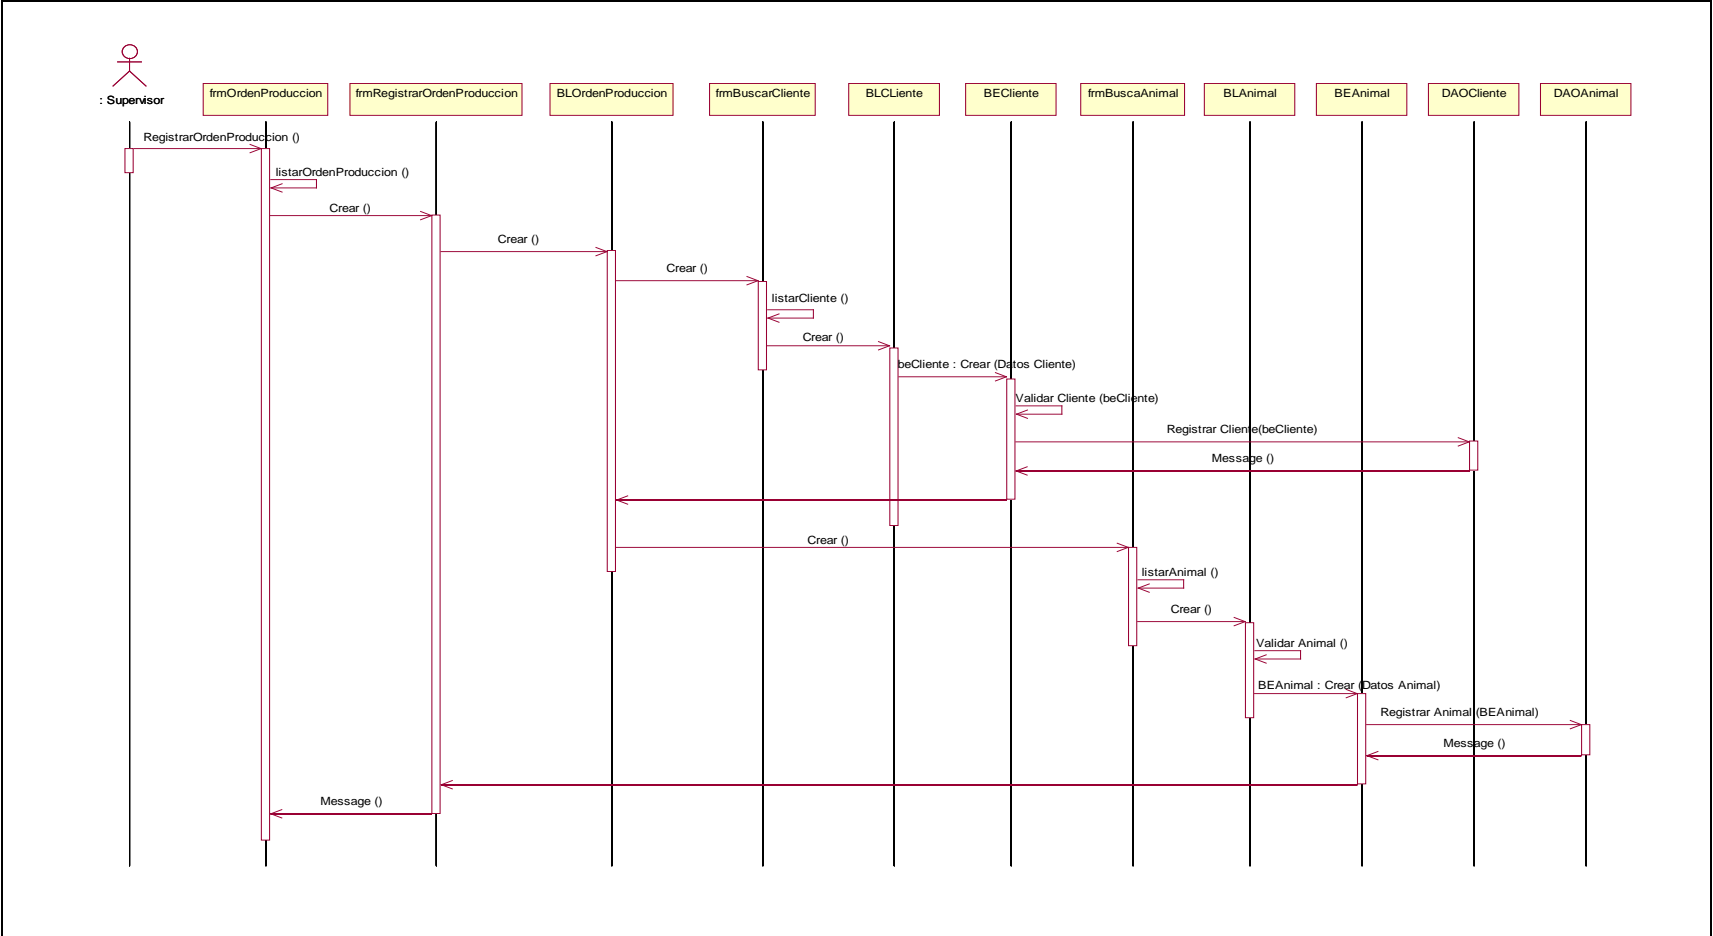 : Supervisor
frmOrdenProduccion
frmRegistrarOrdenProduccion
BLOrdenProduccion
frmBuscarCliente
BLCLiente
BECliente
frmBuscaAnimal
BLAnimal
BEAnimal
DAOCliente
DAOAnimal
RegistrarOrdenProduccion ()
listarOrdenProduccion ()
Crear ()
Crear ()
Crear ()
listarCliente ()
Crear ()
beCliente : Crear (Datos Cliente)
Validar Cliente (beCliente)
Registrar Cliente(beCliente)
Message ()
Crear ()
listarAnimal ()
Crear ()
Validar Animal ()
BEAnimal : Crear (Datos Animal)
Registrar Animal (BEAnimal)
Message ()
Message ()